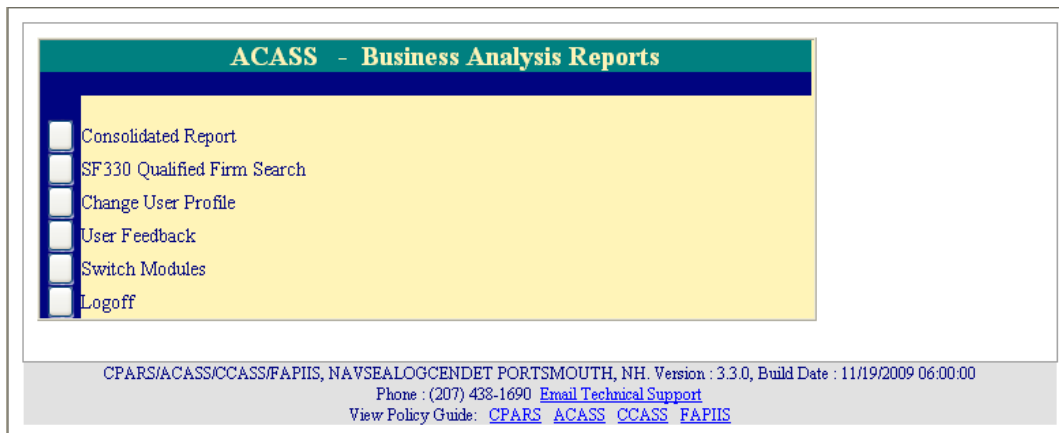 ACASS - Business Analysis Reports
Consolidated Report
SF330 Qualified Firm Search
Change User Profile
User Feedback
Switch Modules
Logoff
CPARS/ACASS/CCASS/FAPIIS, NAVSEALOGCENDET PORTSMOUTH, NH. Version : 3.3.0, Build Date : 11/19/2009 06:00:00
Phone : (207) 438-1690 Email Technical Support
View Policy Guide: CPARS ACASS CCASS FAPIIS